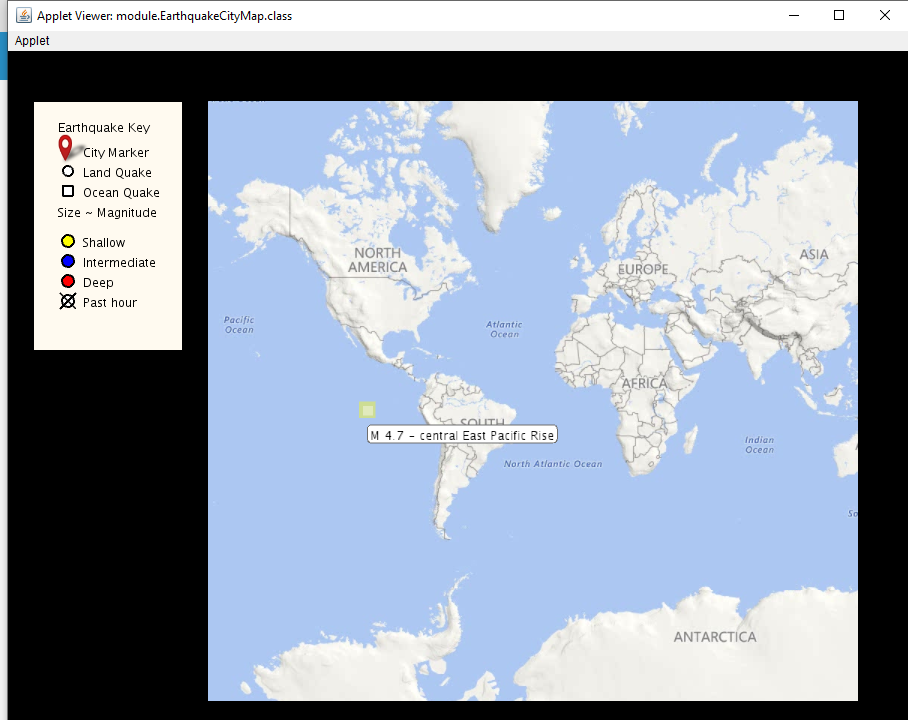 Applet Viewer: module.EarthquakeCityMap.class
Applet
Earthquake Key
City Marker
Land Quake
Ocean Quake
Size ~ Magnitude
Shallow
Intermediate
Deep
Past hour
NORTH
AMERICA
EUROPE
ASIA
Pacific
Ocean
Atlantic
Ocean
AFRICA
SOUTH
M 4.7 - central East Pacific Rise
Indian
Ocean
North Atlantic Ocean
So
ANTARCTICA